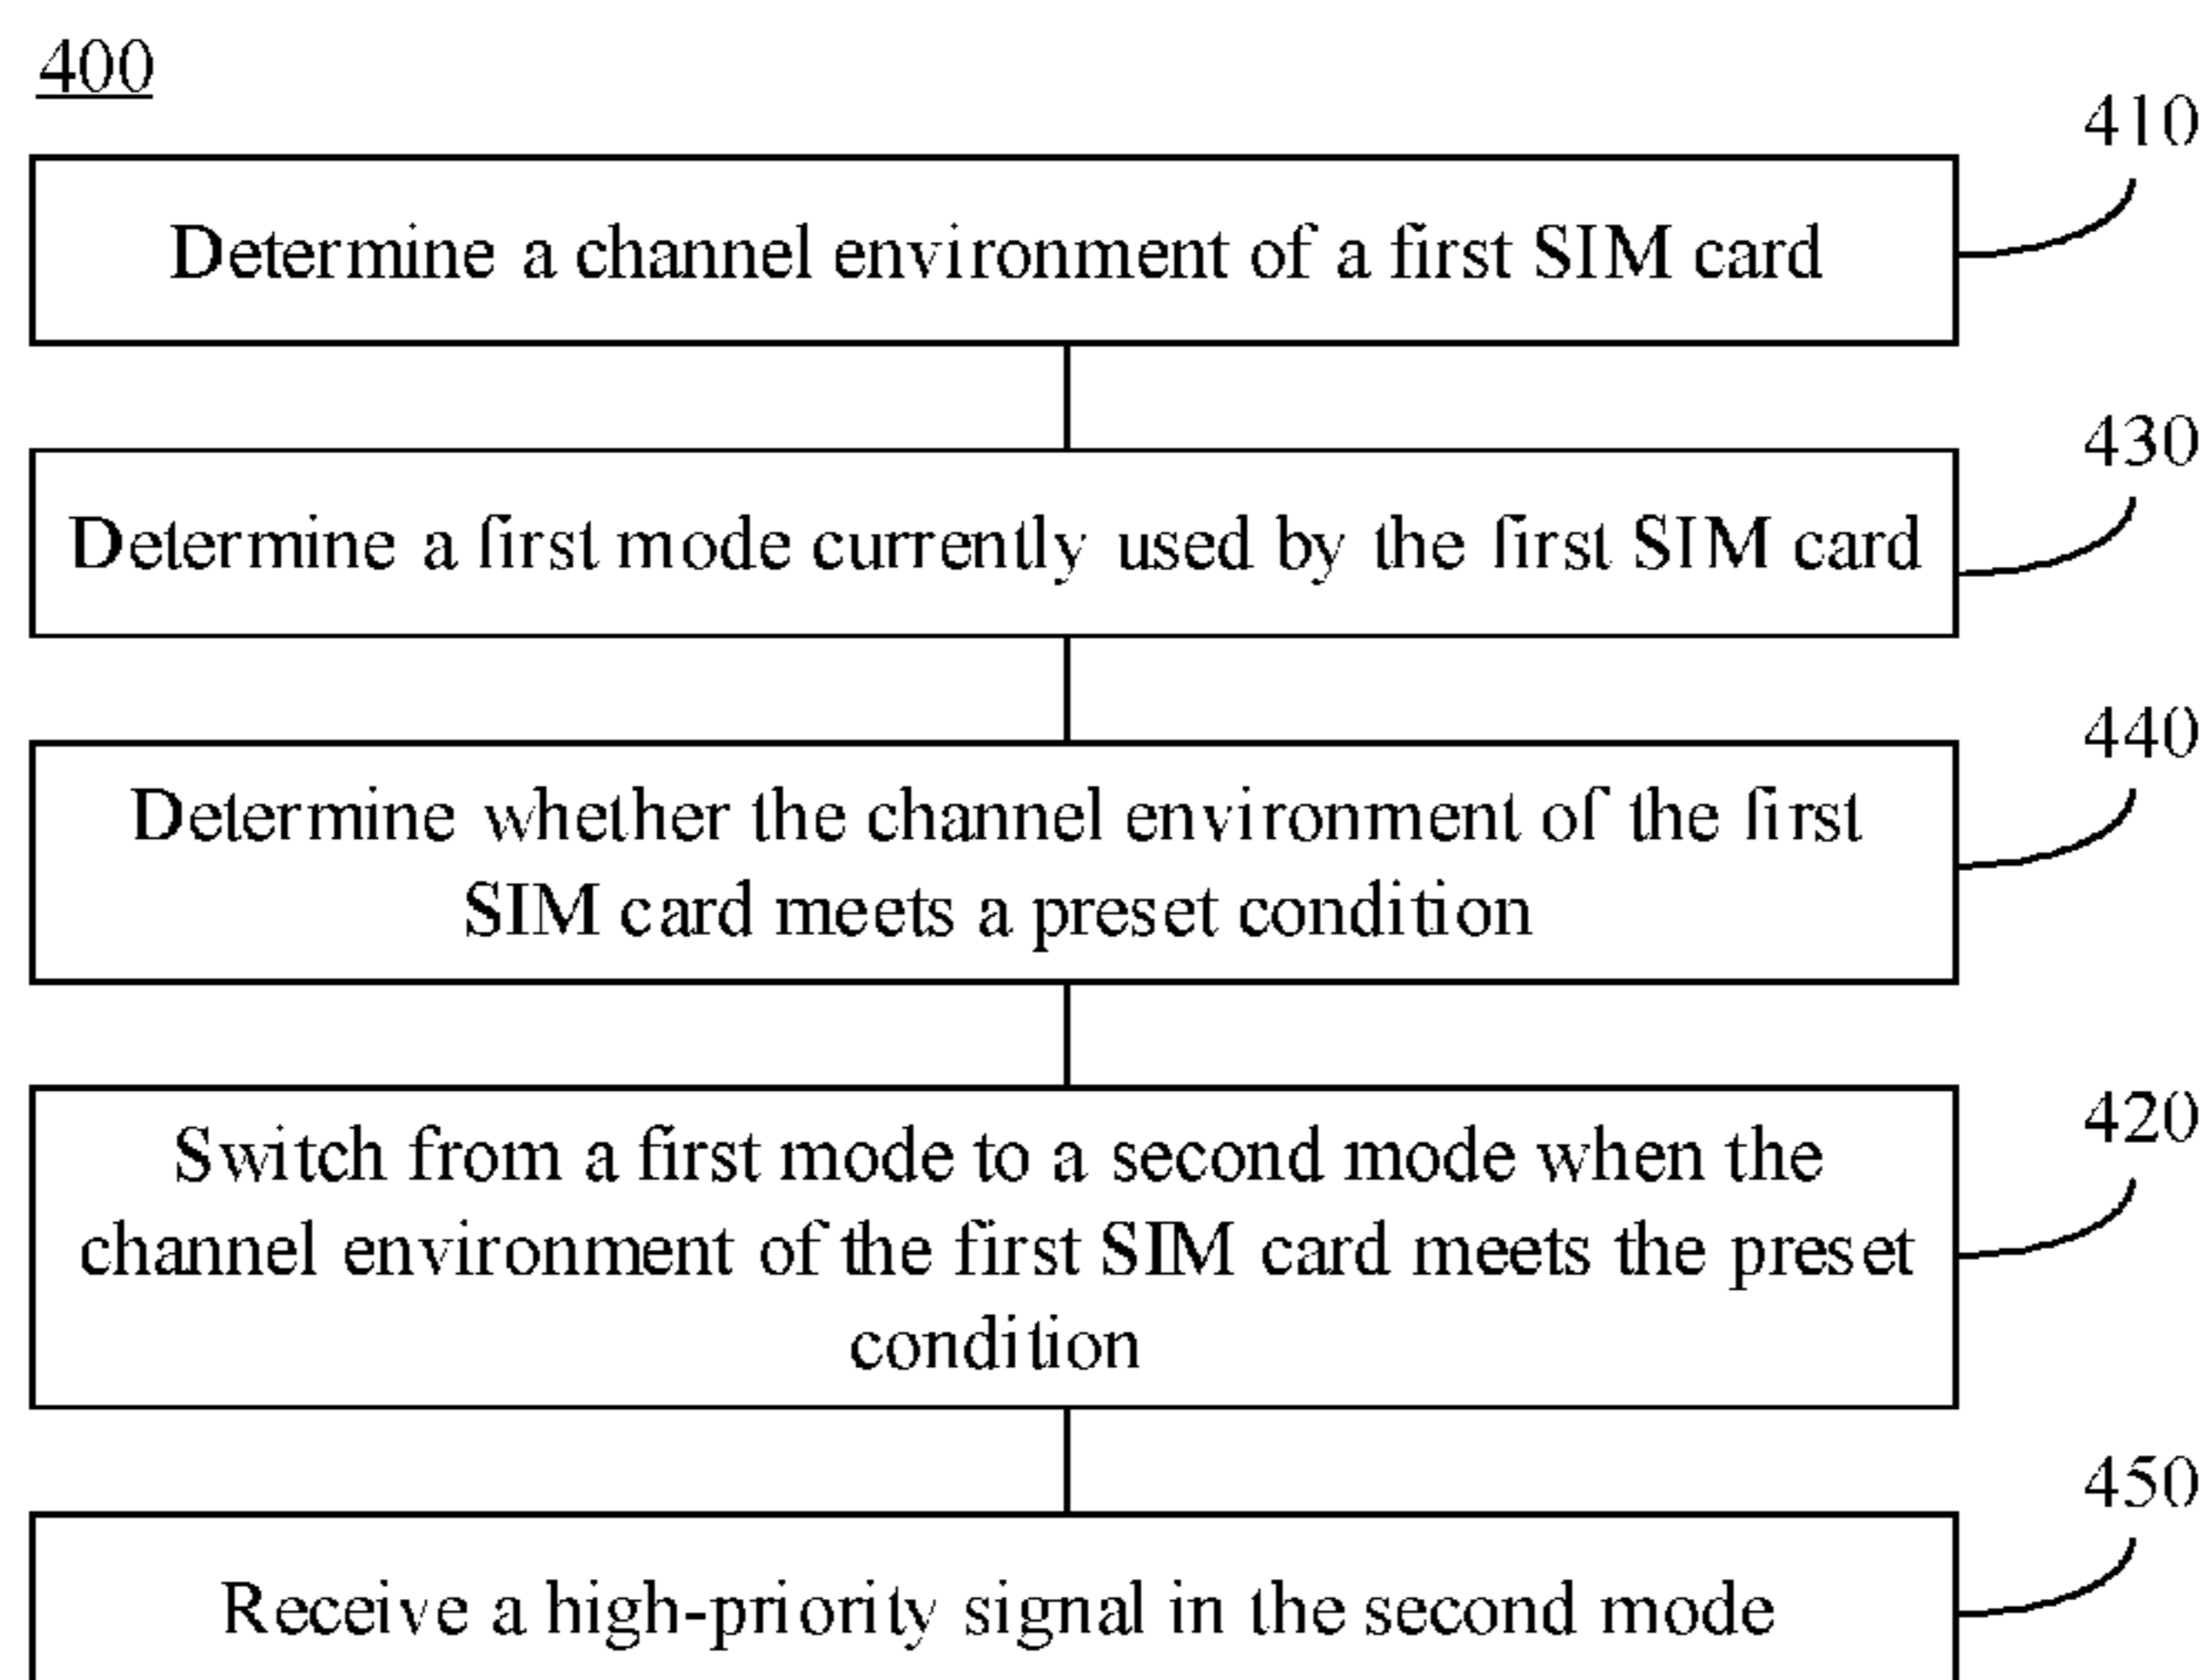 400
410
Determine a channel environment of a first SIM card
430
Determine a first mode currently used by the first SIM card
440
Determine whether the channel environment of the first
SIM card meets a preset condition
420
Switch from a first mode to a second mode when the
channel environment of the first SIM card meets the preset
condition
450
Receive a high-priority signal in the second mode